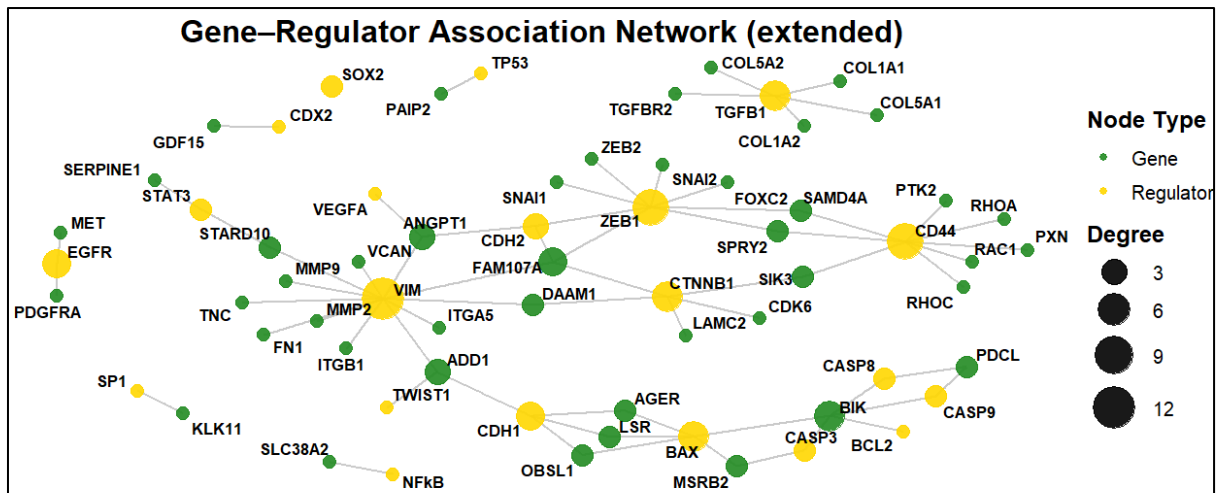 Gene–Regulator Association Network (extended)
TP53
COL5A2
COL1A1
SOX2
PAIP2
TGFBR2
TGFB1
COL5A1
CDX2
GDF15
COL1A2
Node Type
Gene
Regulator
ZEB2
SERPINE1
SNAI2
STAT3
SNAI1
FOXC2
SAMD4A
PTK2
VEGFA
RHOA
MET
ANGPT1
ZEB1
STARD10
CDH2
CD44
EGFR
VCAN
SPRY2
RAC1
PXN
Degree
FAM107A
MMP9
SIK3
3
VIM
CTNNB1
DAAM1
RHOC
PDGFRA
TNC
MMP2
ITGA5
CDK6
6
LAMC2
FN1
ITGB1
ADD1
9
PDCL
CASP8
SP1
TWIST1
AGER
BIK
CASP9
12
KLK11
CDH1
LSR
CASP3
BCL2
SLC38A2
OBSL1
BAX
MSRB2
NFkB